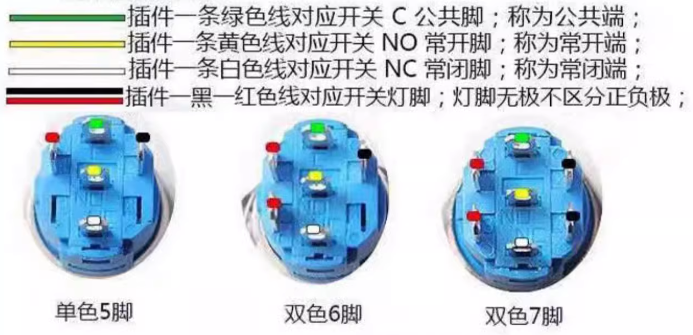 插件一条绿色线对应开关 C 公共脚；称为公共端；
插件一条黄色线对应开关 NO 常开脚；称为常开端；
插件一条白色线对应开关 NC 常闭脚；称为常闭端；
插件一黑一红色线对应开关灯脚；灯脚无极不区分正负极；
单色5脚
双色6脚
双色7脚